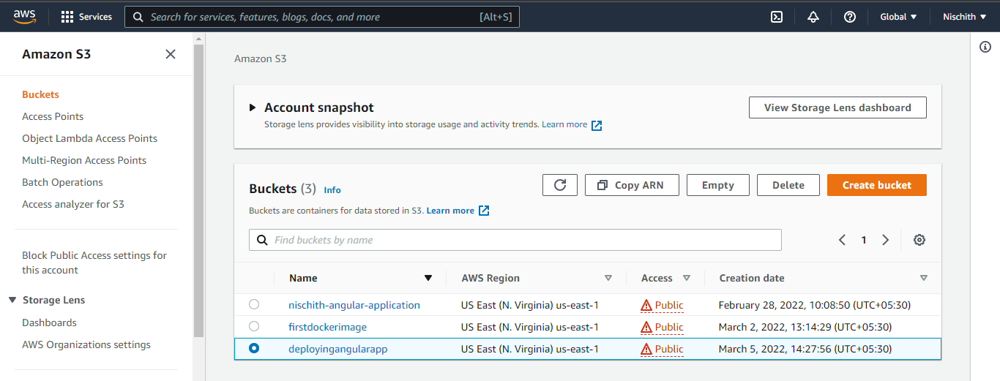 aws Services Search for services, features, blogs, docs, and more [Alt+S] Global Nischith
Amazon S3
Buckets
Access Points
Object Lambda Access Points
Multi-Region Access Points
Batch Operations
Access analyzer for S3
Block Public Access settings for
this account
Storage Lens
Dashboards
AWS Organizations settings
Amazon S3
Account snapshot
View Storage Lens dashboard
Storage lens provides visibility into storage usage and activity trends. Learn more
Buckets (3) Info
Copy ARN Empty Delete Create bucket
Buckets are containers for data stored in S3. Learn more
Find buckets by name
1
Name AWS Region Access Creation date
nischith-angular-application US East (N. Virginia) us-east-1 Public February 28, 2022, 10:08:50 (UTC+05:30)
firstdockerimage US East (N. Virginia) us-east-1 Public March 2, 2022, 13:14:29 (UTC+05:30)
deployingangularapp US East (N. Virginia) us-east-1 Public March 5, 2022, 14:27:56 (UTC+05:30)